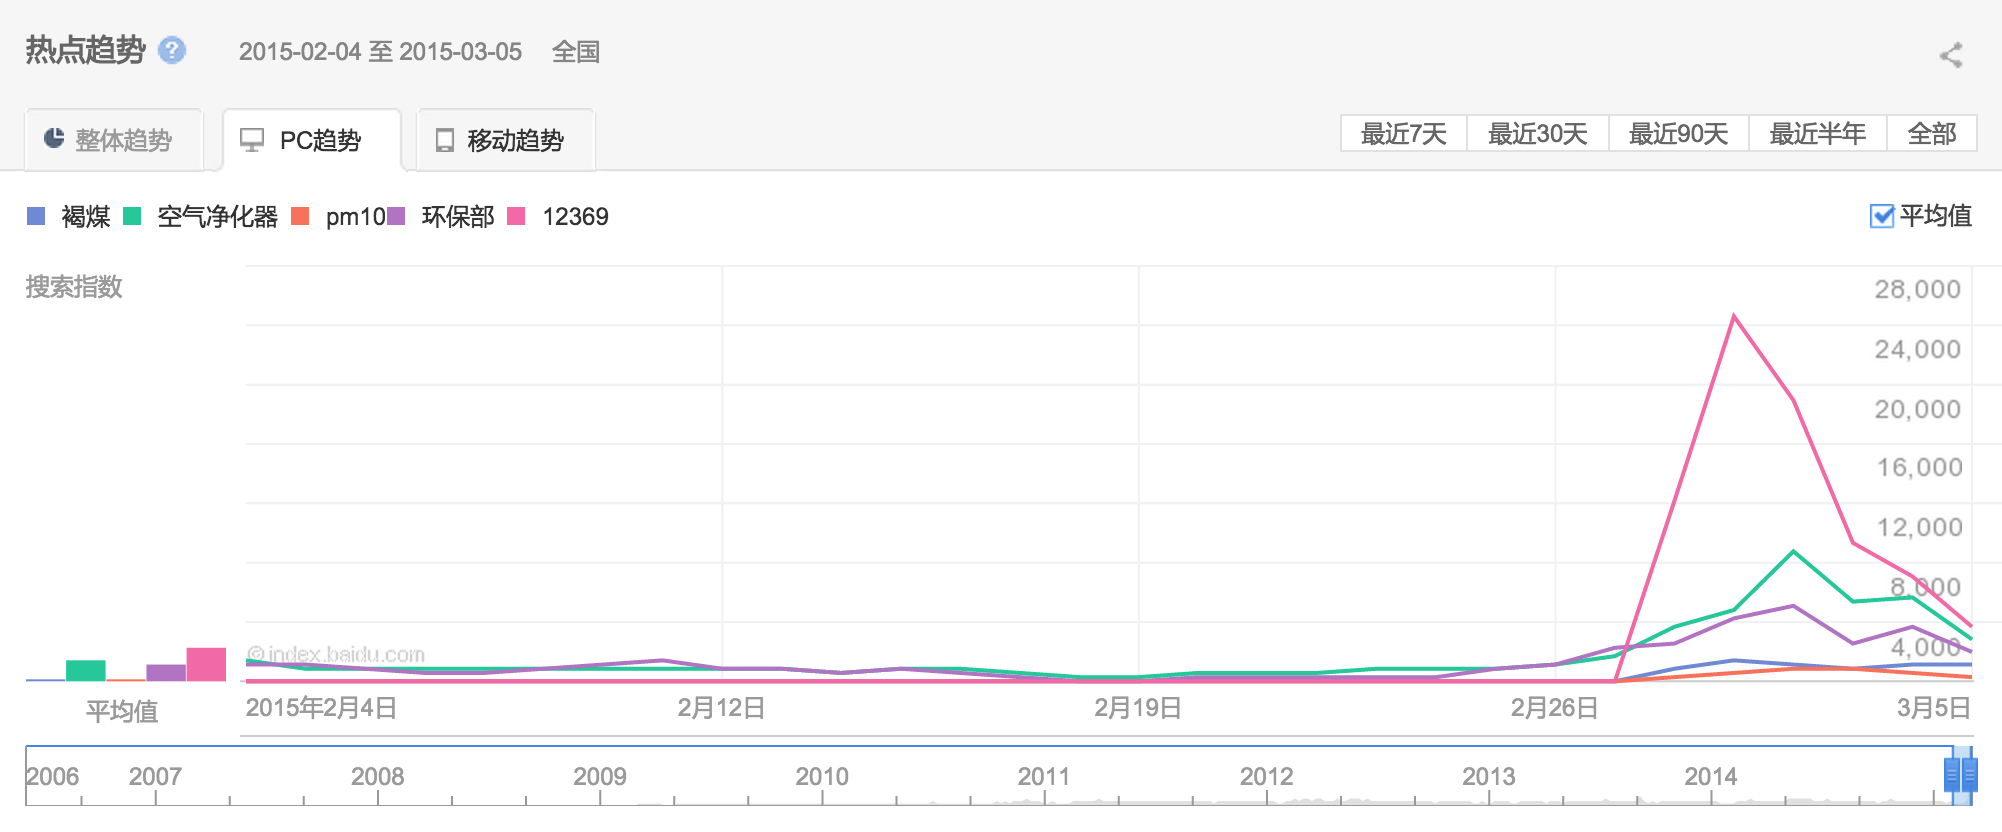 热点趋势 ? 2015-02-04 至 2015-03-05 全国
整体趋势 PC趋势 移动趋势 最近7天 最近30天 最近90天 最近半年 全部
褐煤 空气净化器 pm10 环保部 12369 平均值
搜索指数
28,000
24,000
20,000
16,000
12,000
8,000
4,000
©index.baidu.com
平均值 2015年2月4日 2月12日 2月19日 2月26日 3月5日
2006 2007 2008 2009 2010 2011 2012 2013 2014